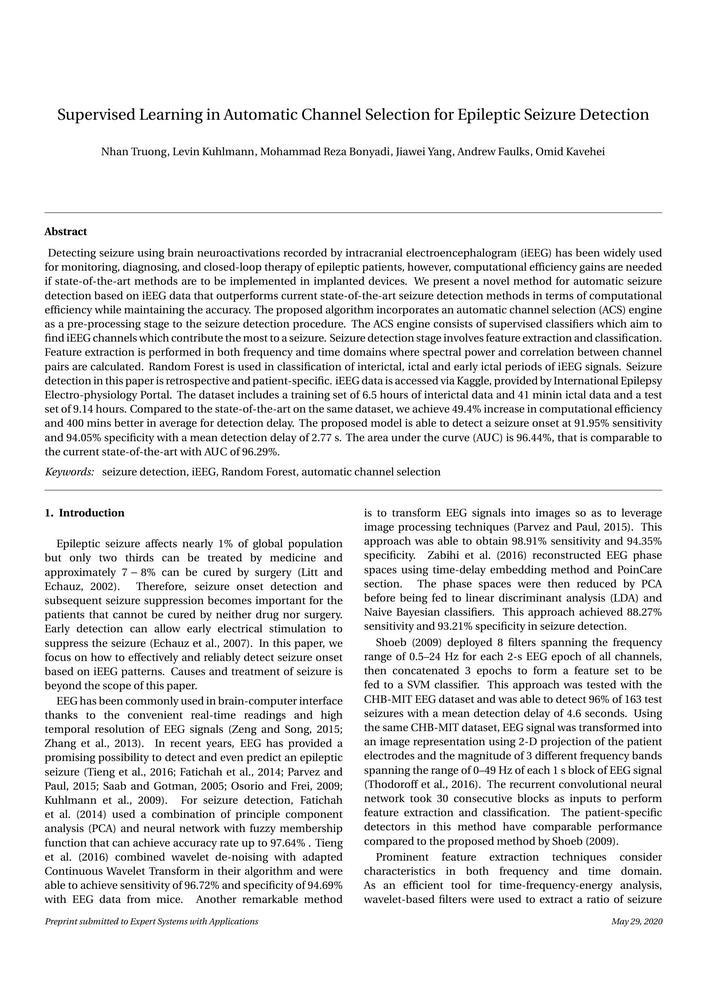 Supervised Learning in Automatic Channel Selection for Epileptic Seizure Detection
Nhan Truong, Levin Kuhlmann, Mohammad Reza Bonyadi, Jiawei Yang, Andrew Faulks, Omid Kavehei
Abstract
Detecting seizure using brain neuroactivations recorded by intracranial electroencephalogram (iEEG) has been widely used
for monitoring, diagnosing, and closed-loop therapy of epileptic patients, however, computational efficiency gains are needed
if state-of-the-art methods are to be implemented in implanted devices. We present a novel method for automatic seizure
detection based on iEEG data that outperforms current state-of-the-art seizure detection methods in terms of computational
efficiency while maintaining the accuracy. The proposed algorithm incorporates an automatic channel selection (ACS) engine
as a pre-processing stage to the seizure detection procedure. The ACS engine consists of supervised classifiers which aim to
find iEEG channels which contribute the most to a seizure. Seizure detection stage involves feature extraction and classification.
Feature extraction is performed in both frequency and time domains where spectral power and correlation between channel
pairs are calculated. Random Forest is used in classification of interictal, ictal and early ictal periods of iEEG signals. Seizure
detection in this paper is retrospective and patient-specific. iEEG data is accessed via Kaggle, provided by International Epilepsy
Electro-physiology Portal. The dataset includes a training set of 6.5 hours of interictal data and 41 minin ictal data and a test
set of 9.14 hours. Compared to the state-of-the-art on the same dataset, we achieve 49.4% increase in computational efficiency
and 400 mins better in average for detection delay. The proposed model is able to detect a seizure onset at 91.95% sensitivity
and 94.05% specificity with a mean detection delay of 2.77 s. The area under the curve (AUC) is 96.44%, that is comparable to
the current state-of-the-art with AUC of 96.29%.
Keywords: seizure detection, iEEG, Random Forest, automatic channel selection
1. Introduction
Epileptic seizure affects nearly 1% of global population
but only two thirds can be treated by medicine and
approximately 7 − 8% can be cured by surgery (Litt and
Echauz, 2002). Therefore, seizure onset detection and
subsequent seizure suppression becomes important for the
patients that cannot be cured by neither drug nor surgery.
Early detection can allow early electrical stimulation to
suppress the seizure (Echauz et al., 2007). In this paper, we
focus on how to effectively and reliably detect seizure onset
based on iEEG patterns. Causes and treatment of seizure is
beyond the scope of this paper.
EEG has been commonly used in brain-computer interface
thanks to the convenient real-time readings and high
temporal resolution of EEG signals (Zeng and Song, 2015;
Zhang et al., 2013). In recent years, EEG has provided a
promising possibility to detect and even predict an epileptic
seizure (Tieng et al., 2016; Fatichah et al., 2014; Parvez and
Paul, 2015; Saab and Gotman, 2005; Osorio and Frei, 2009;
Kuhlmann et al., 2009). For seizure detection, Fatichah
et al. (2014) used a combination of principle component
analysis (PCA) and neural network with fuzzy membership
function that can achieve accuracy rate up to 97.64% . Tieng
et al. (2016) combined wavelet de-noising with adapted
Continuous Wavelet Transform in their algorithm and were
able to achieve sensitivity of 96.72% and specificity of 94.69%
with EEG data from mice. Another remarkable method
is to transform EEG signals into images so as to leverage
image processing techniques (Parvez and Paul, 2015). This
approach was able to obtain 98.91% sensitivity and 94.35%
specificity. Zabihi et al. (2016) reconstructed EEG phase
spaces using time-delay embedding method and PoinCare
section. The phase spaces were then reduced by PCA
before being fed to linear discriminant analysis (LDA) and
Naive Bayesian classifiers. This approach achieved 88.27%
sensitivity and 93.21% specificity in seizure detection.
Shoeb (2009) deployed 8 filters spanning the frequency
range of 0.5–24 Hz for each 2-s EEG epoch of all channels,
then concatenated 3 epochs to form a feature set to be
fed to a SVM classifier. This approach was tested with the
CHB-MIT EEG dataset and was able to detect 96% of 163 test
seizures with a mean detection delay of 4.6 seconds. Using
the same CHB-MIT dataset, EEG signal was transformed into
an image representation using 2-D projection of the patient
electrodes and the magnitude of 3 different frequency bands
spanning the range of 0–49 Hz of each 1 s block of EEG signal
(Thodoroff et al., 2016). The recurrent convolutional neural
network took 30 consecutive blocks as inputs to perform
feature extraction and classification. The patient-specific
detectors in this method have comparable performance
compared to the proposed method by Shoeb (2009).
Prominent feature extraction techniques consider
characteristics in both frequency and time domain.
As an efficient tool for time-frequency-energy analysis,
wavelet-based filters were used to extract a ratio of seizure
Preprint submitted to Expert Systems with Applications
May 29, 2020